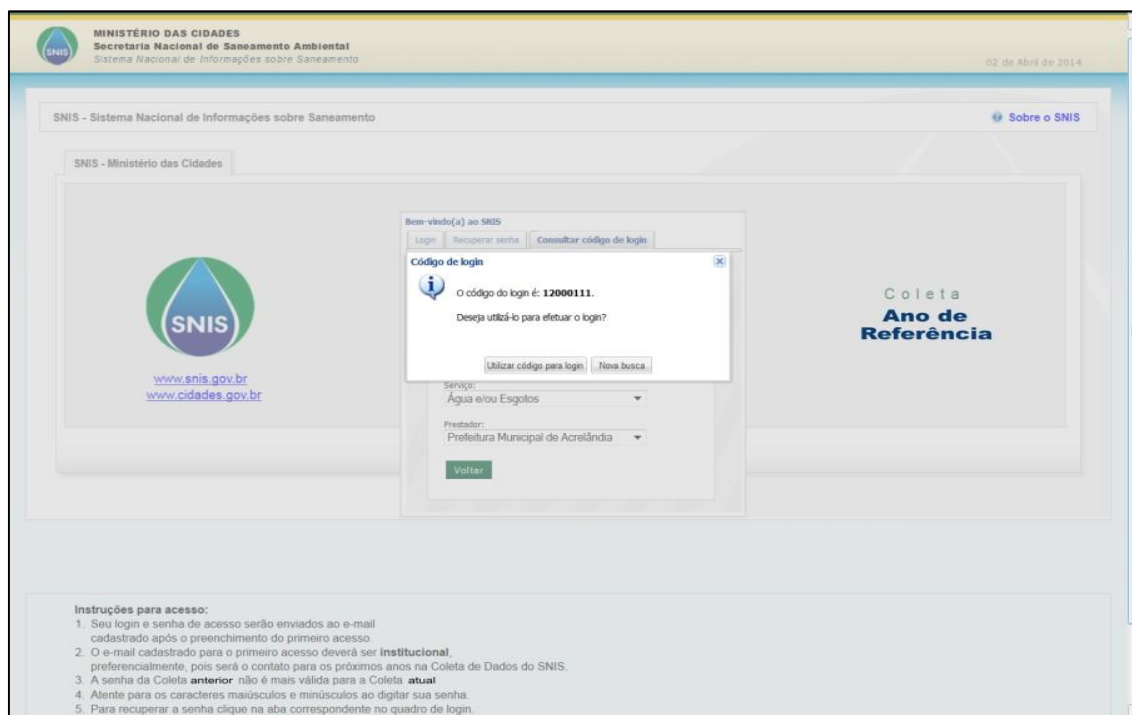 MINISTÉRIO DAS CIDADES
Secretaria Nacional de Saneamento Ambiental
Sistema Nacional de Informações sobre Saneamento
SNIS
02 de Abril de 2014
SNIS - Sistema Nacional de Informações sobre Saneamento
Sobre o SNIS
SNIS - Ministério das Cidades
Bem-vindo(a) ao SNIS
Login Recuperar senha Consultar código de login
Código de login
O código do login é: 12000111.
Deseja utilizá-lo para efetuar o login?
Utilizar código para login Nova busca
SNIS
www.snis.gov.br
www.cidades.gov.br
Coleta
Ano de
Referência
Serviço:
Água e/ou Esgotos
Prestador:
Prefeitura Municipal de Acrelândia
Voltar
Instruções para acesso:
1. Seu login e senha de acesso serão enviados ao e-mail
cadastrado após o preenchimento do primeiro acesso.
2. O e-mail cadastrado para o primeiro acesso deverá ser institucional,
preferencialmente, pois será o contato para os próximos anos na Coleta de Dados do SNIS.
3. A senha da Coleta anterior não é mais válida para a Coleta atual
4. Atente para os caracteres maiúsculos e minúsculos ao digitar sua senha.
5. Para recuperar a senha clique na aba correspondente no quadro de login.